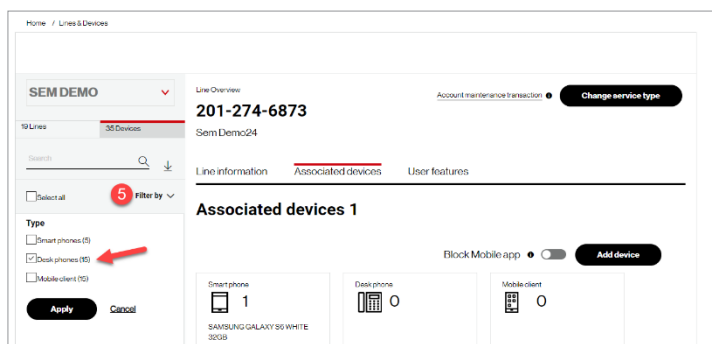 Home / Lines & Devices
SEM DEMO
19 Lines
35 Devices
Search
Select all
5
Filter by
Type
Smart phones (5)
Desk phones (15)
Mobile client (15)
Apply
Cancel
Line Overview
201-274-6873
Sem Demo24
Account maintenance transaction
Change service type
Line information
Associated devices
User features
Associated devices 1
Block Mobile app
Add device
Smart phone
1
SAMSUNG GALAXY S6 WHITE
32GB
Desk phone
0
Mobile client
0